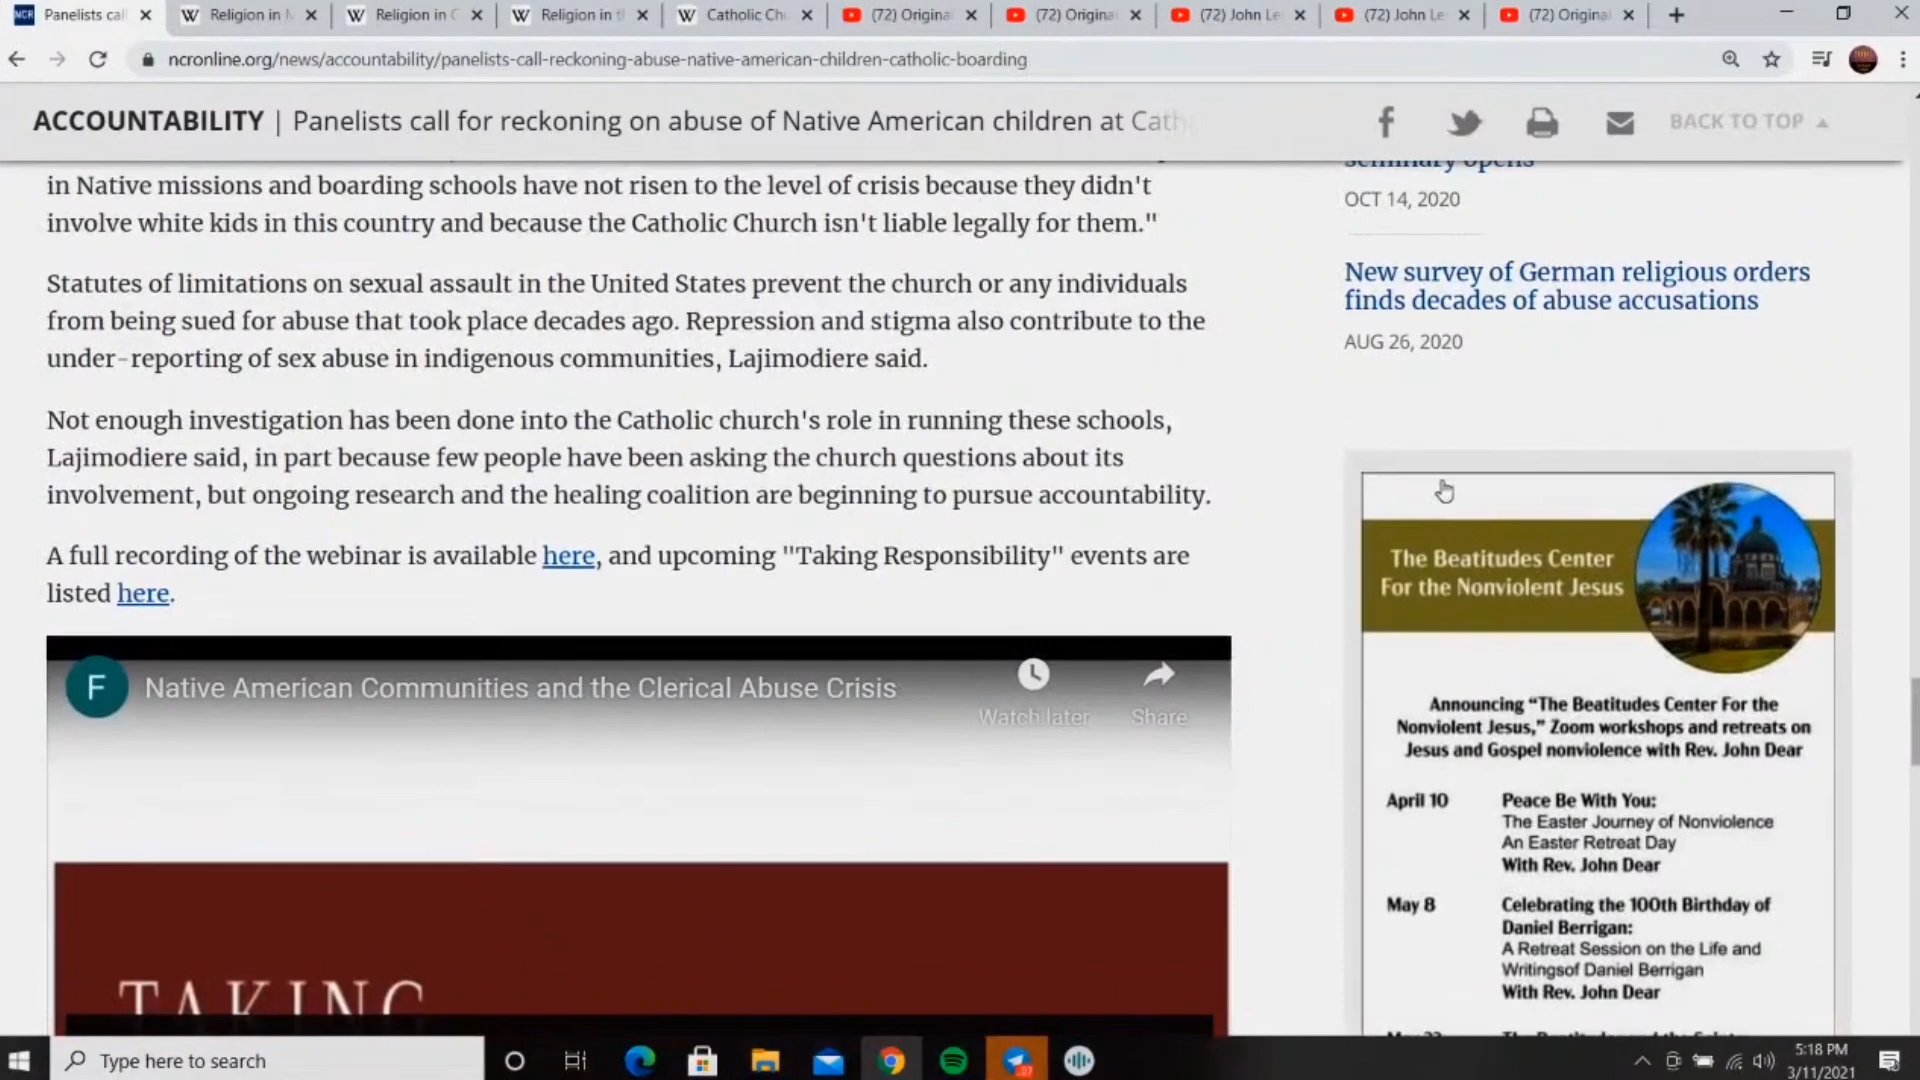 NCR Panelists cal
W Religion in
W Religion in
W Religion in
W Catholic Ch
(72) Origina
(72) Origina
(72) John Le
(72) John Le
(72) Origina
ncronline.org/news/accountability/panelists-call-reckoning-abuse-native-american-children-catholic-boarding
ACCOUNTABILITY | Panelists call for reckoning on abuse of Native American children at Cath
BACK TO TOP
in Native missions and boarding schools have not risen to the level of crisis because they didn't
involve white kids in this country and because the Catholic Church isn't liable legally for them."
Statutes of limitations on sexual assault in the United States prevent the church or any individuals
from being sued for abuse that took place decades ago. Repression and stigma also contribute to the
under-reporting of sex abuse in indigenous communities, Lajimodiere said.
Not enough investigation has been done into the Catholic church's role in running these schools,
Lajimodiere said, in part because few people have been asking the church questions about its
involvement, but ongoing research and the healing coalition are beginning to pursue accountability.
A full recording of the webinar is available here, and upcoming "Taking Responsibility" events are
listed here.
F Native American Communities and the Clerical Abuse Crisis
Watch later
Share
TAKING
seminary opens
OCT 14, 2020
New survey of German religious orders
finds decades of abuse accusations
AUG 26, 2020
The Beatitudes Center
For the Nonviolent Jesus
Announcing “The Beatitudes Center For the
Nonviolent Jesus,” Zoom workshops and retreats on
Jesus and Gospel nonviolence with Rev. John Dear
April 10 Peace Be With You:
The Easter Journey of Nonviolence
An Easter Retreat Day
With Rev. John Dear
May 8 Celebrating the 100th Birthday of
Daniel Berrigan:
A Retreat Session on the Life and
Writingsof Daniel Berrigan
With Rev. John Dear
Type here to search
5:18 PM
3/11/2021